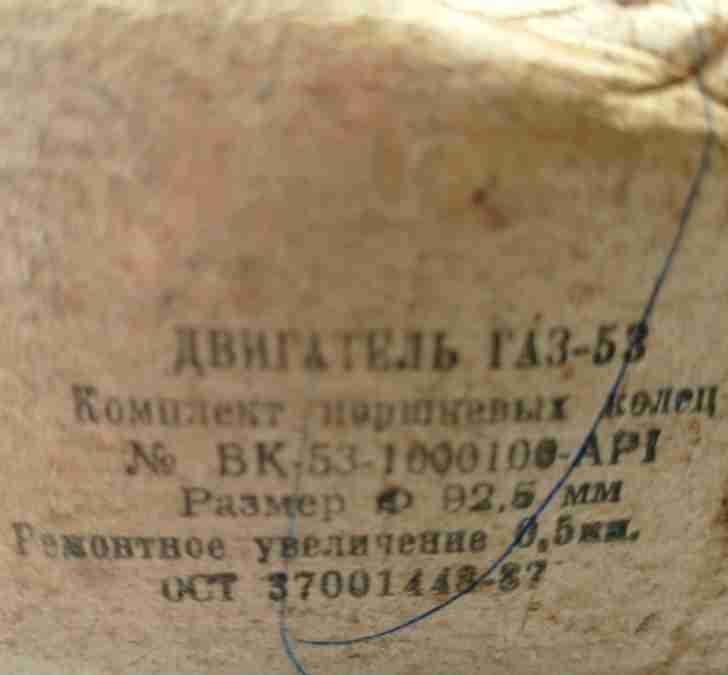 ДВИГАТЕЛЬ ГАЗ-53
Комплект поршневых колец
№ ВК-53-1000100-АР1
Размер Ф 92,5 мм
Ремонтное увеличение 0,5мм.
ОСТ 37001448-87